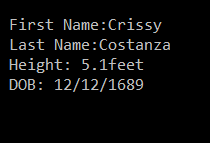 First Name:Crissy
Last Name:Costanza
Height: 5.1feet
DOB: 12/12/1689